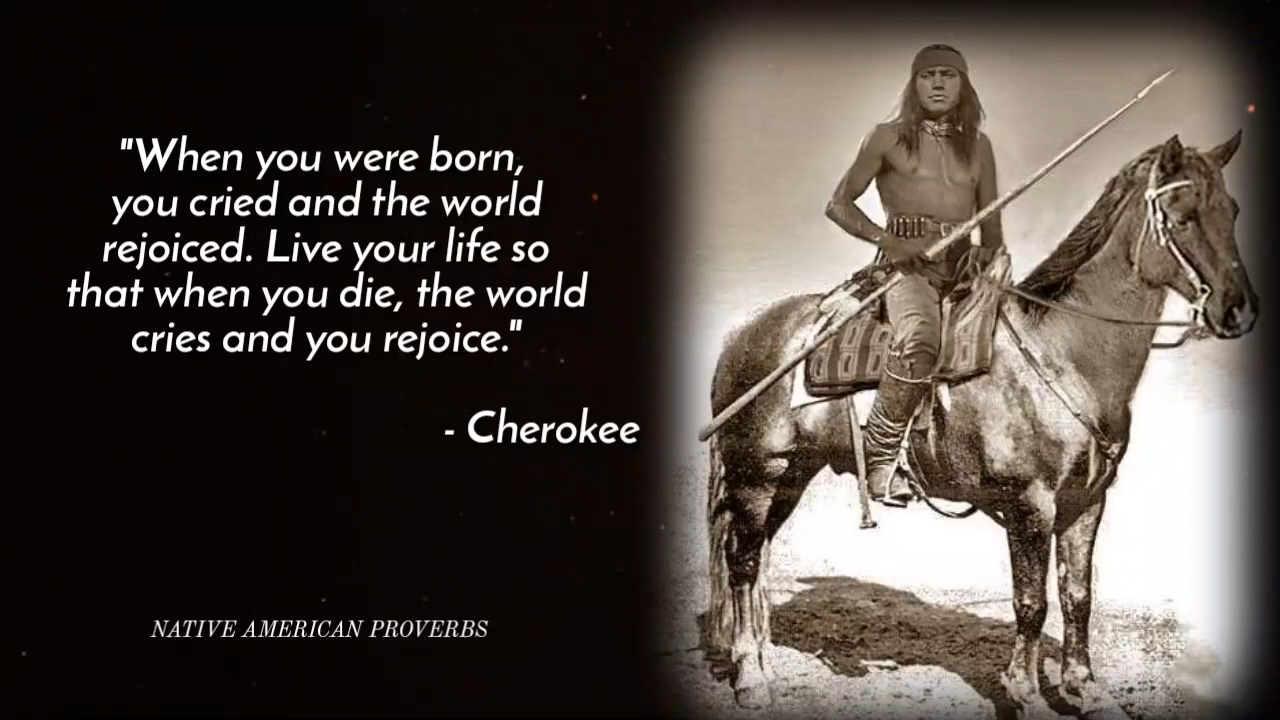 "When you were born,
you cried and the world
rejoiced. Live your life so
that when you die, the world
cries and you rejoice."
- Cherokee
NATIVE AMERICAN PROVERBS